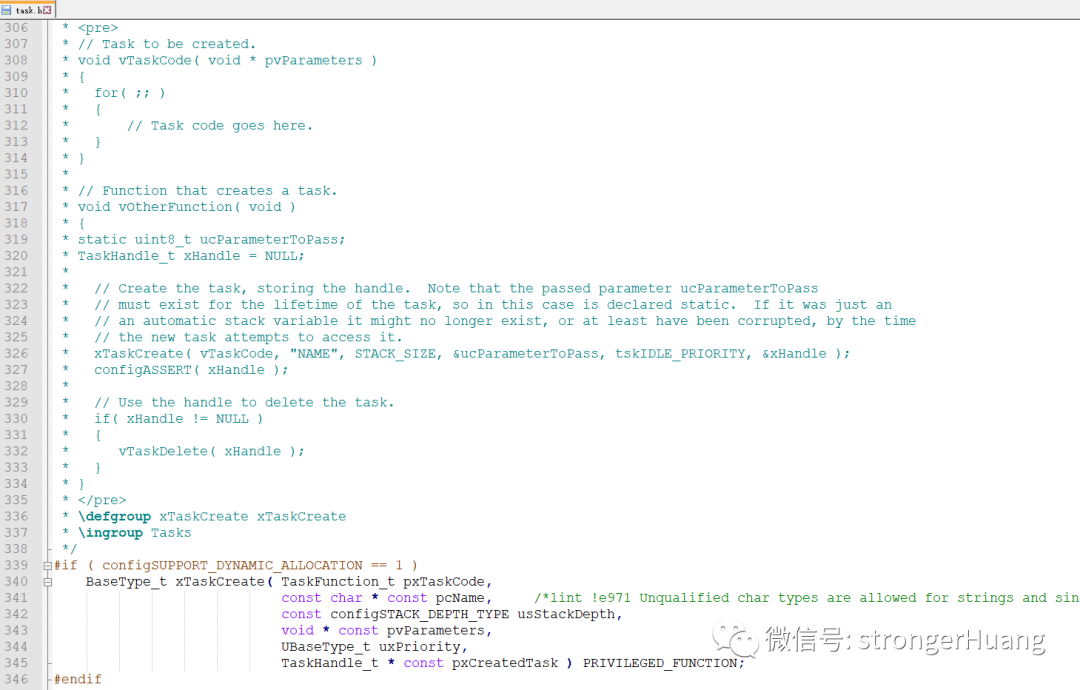 task.h
306 * <pre>
307 * // Task to be created.
308 * void vTaskCode( void * pvParameters )
309 * {
310 *   for( ;; )
311 *   {
312 *       // Task code goes here.
313 *   }
314 * }
315 *
316 * // Function that creates a task.
317 * void vOtherFunction( void )
318 * {
319 * static uint8_t ucParameterToPass;
320 * TaskHandle_t xHandle = NULL;
321 *
322 *   // Create the task, storing the handle.  Note that the passed parameter ucParameterToPass
323 *   // must exist for the lifetime of the task, so in this case is declared static.  If it was just an
324 *   // an automatic stack variable it might no longer exist, or at least have been corrupted, by the time
325 *   // the new task attempts to access it.
326 *   xTaskCreate( vTaskCode, "NAME", STACK_SIZE, &ucParameterToPass, tskIDLE_PRIORITY, &xHandle );
327 *   configASSERT( xHandle );
328 *
329 *   // Use the handle to delete the task.
330 *   if( xHandle != NULL )
331 *   {
332 *      vTaskDelete( xHandle );
333 *   }
334 * }
335 * </pre>
336 * \defgroup xTaskCreate xTaskCreate
337 * \ingroup Tasks
338 */
339 #if ( configSUPPORT_DYNAMIC_ALLOCATION == 1 )
340     BaseType_t xTaskCreate( TaskFunction_t pxTaskCode,
341                             const char * const pcName,     /*lint !e971 Unqualified char types are allowed for strings and sin
342                             const configSTACK_DEPTH_TYPE usStackDepth,
343                             void * const pvParameters,
344                             UBaseType_t uxPriority,
345                             TaskHandle_t * const pxCreatedTask ) PRIVILEGED_FUNCTION;
346 #endif
微信号: strongerHuang